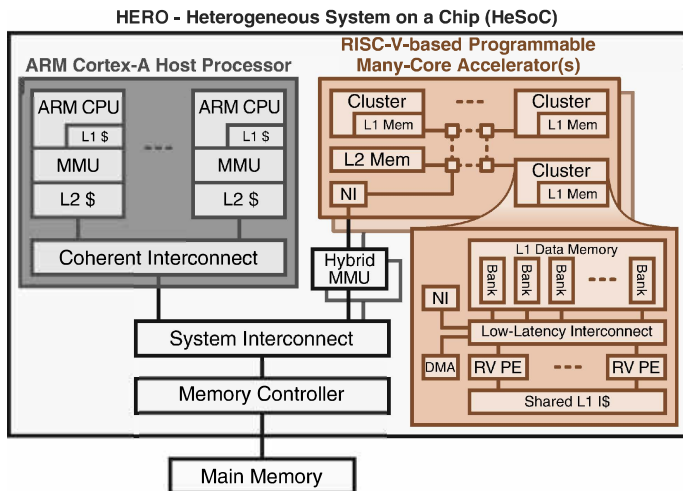 HERO - Heterogeneous System on a Chip (HeSoC)
RISC-V-based Programmable
Many-Core Accelerator(s)
ARM Cortex-A Host Processor
ARM CPU
L1 $
MMU
L2 $
ARM CPU
L1 $
MMU
L2 $
Coherent Interconnect
Cluster
L1 Mem
Cluster
L1 Mem
L2 Mem
Cluster
L1 Mem
NI
Hybrid
MMU
L1 Data Memory
Bank
Bank
Bank
Bank
NI
Low-Latency Interconnect
DMA
RV PE
RV PE
Shared L1 I$
System Interconnect
Memory Controller
Main Memory